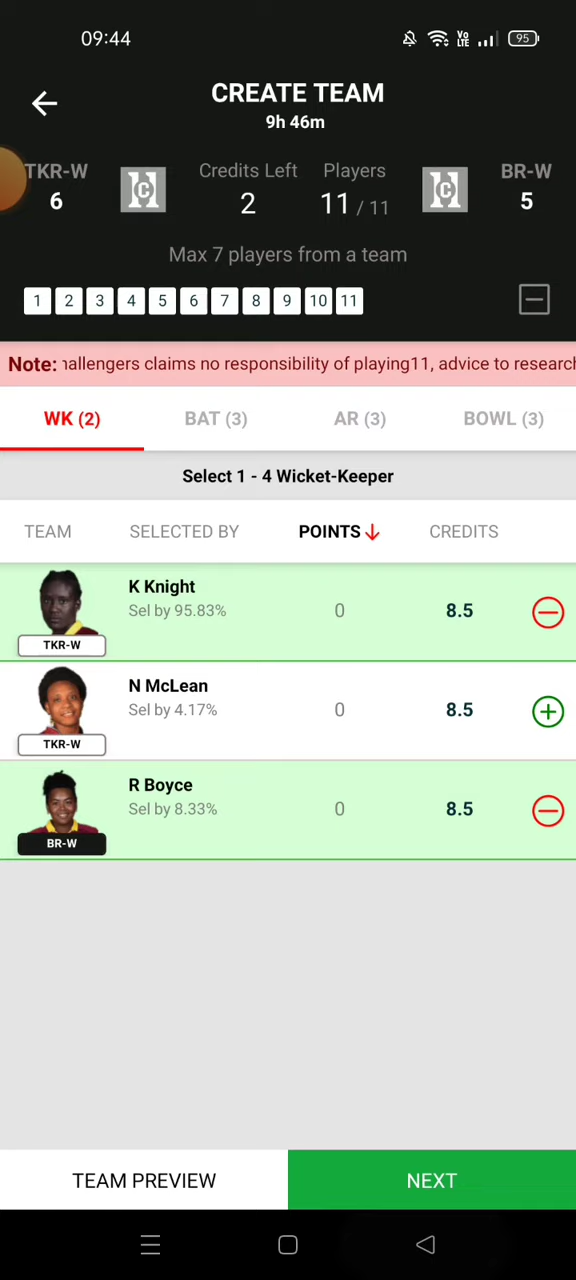 09:44
Vo LTE
95
CREATE TEAM
9h 46m
TKR-W
Credits Left
Players
BR-W
6
2
11 / 11
5
Max 7 players from a team
1 2 3 4 5 6 7 8 9 10 11
Note: hallengers claims no responsibility of playing11, advice to research
WK (2)
BAT (3)
AR (3)
BOWL (3)
Select 1 - 4 Wicket-Keeper
TEAM
SELECTED BY
POINTS
CREDITS
K Knight
Sel by 95.83%
0
8.5
TKR-W
N McLean
Sel by 4.17%
0
8.5
TKR-W
R Boyce
Sel by 8.33%
0
8.5
BR-W
TEAM PREVIEW
NEXT